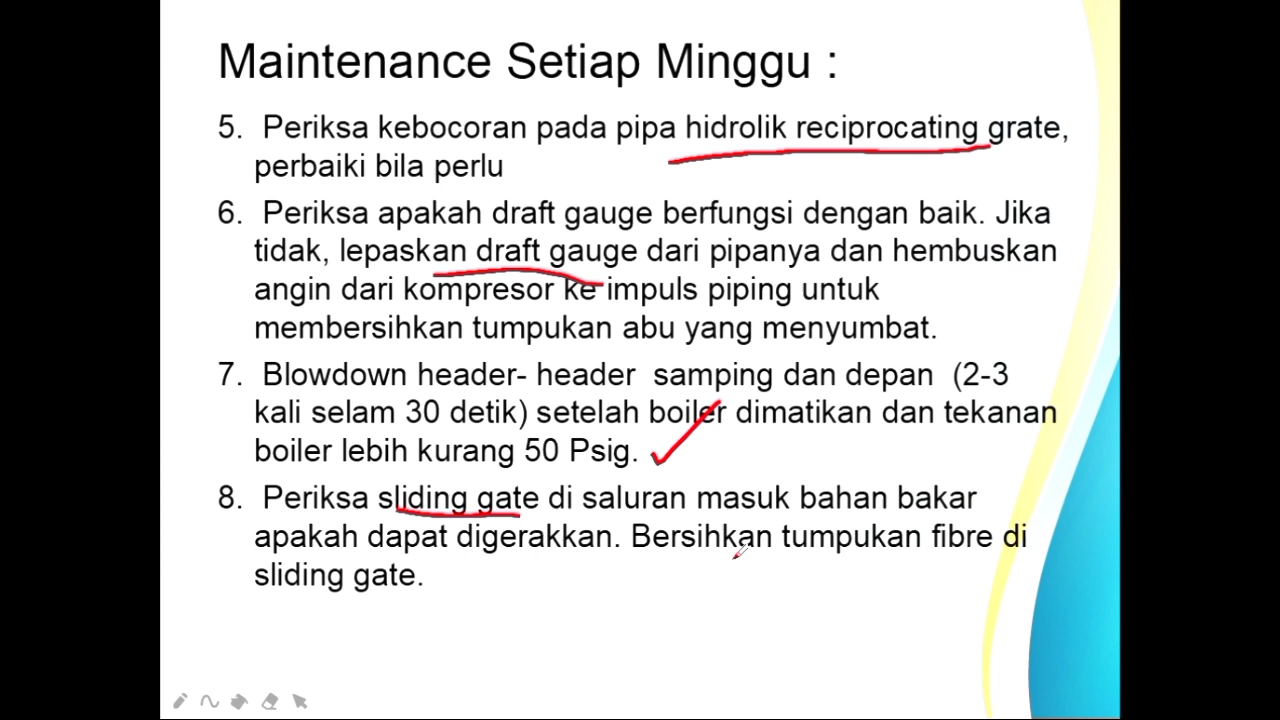 Maintenance Setiap Minggu :
5. Periksa kebocoran pada pipa hidrolik reciprocating grate,
perbaiki bila perlu
6. Periksa apakah draft gauge berfungsi dengan baik. Jika
tidak, lepaskan draft gauge dari pipanya dan hembuskan
angin dari kompresor ke impuls piping untuk
membersihkan tumpukan abu yang menyumbat.
7. Blowdown header- header samping dan depan (2-3
kali selam 30 detik) setelah boiler dimatikan dan tekanan
boiler lebih kurang 50 Psig.
8. Periksa sliding gate di saluran masuk bahan bakar
apakah dapat digerakkan. Bersihkan tumpukan fibre di
sliding gate.